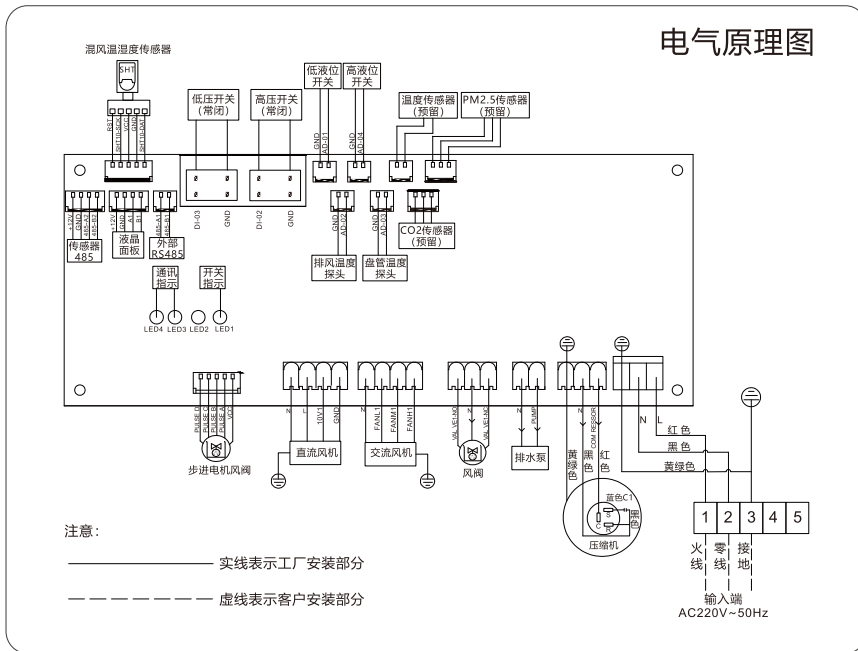 电气原理图
混风温湿度传感器
SHT
RST
SHT10-SCK
VCC
GND
SHT10-DAT
低压开关
(常闭)
高压开关
(常闭)
低液位
开关
高液位
开关
温度传感器
(预留)
PM2.5传感器
(预留)
GND
AD-01
GND
AD-04
DI-03
GND
DI-02
GND
GND
AD-02
GND
AD-03
CO2传感器
(预留)
排风温度
探头
盘管温度
探头
+12V
GND
485-A2
485-B2
+12V
GND
A1
B1
485-A1
485-B1
传感器
485
液晶
面板
外部
RS485
通讯
指示
开关
指示
LED4 LED3 LED2 LED1
PULSE D
PULSE C
PULSE B
PULSE A
VCC
步进电机风阀
N
L
10V1
GND
直流风机
N
FANL1
FANM1
FANH1
交流风机
VALVE1-NO
N
VALVE1-NC
风阀
N
PUMP
排水泵
N
COM RESSOR
黄绿色
黑色
红色
蓝色C1
S
C
R
压缩机
N L
红色
黑色
黄绿色
1 2 3 4 5
火线
零线
接地
输入端
AC220V~50Hz
注意:
实线表示工厂安装部分
虚线表示客户安装部分